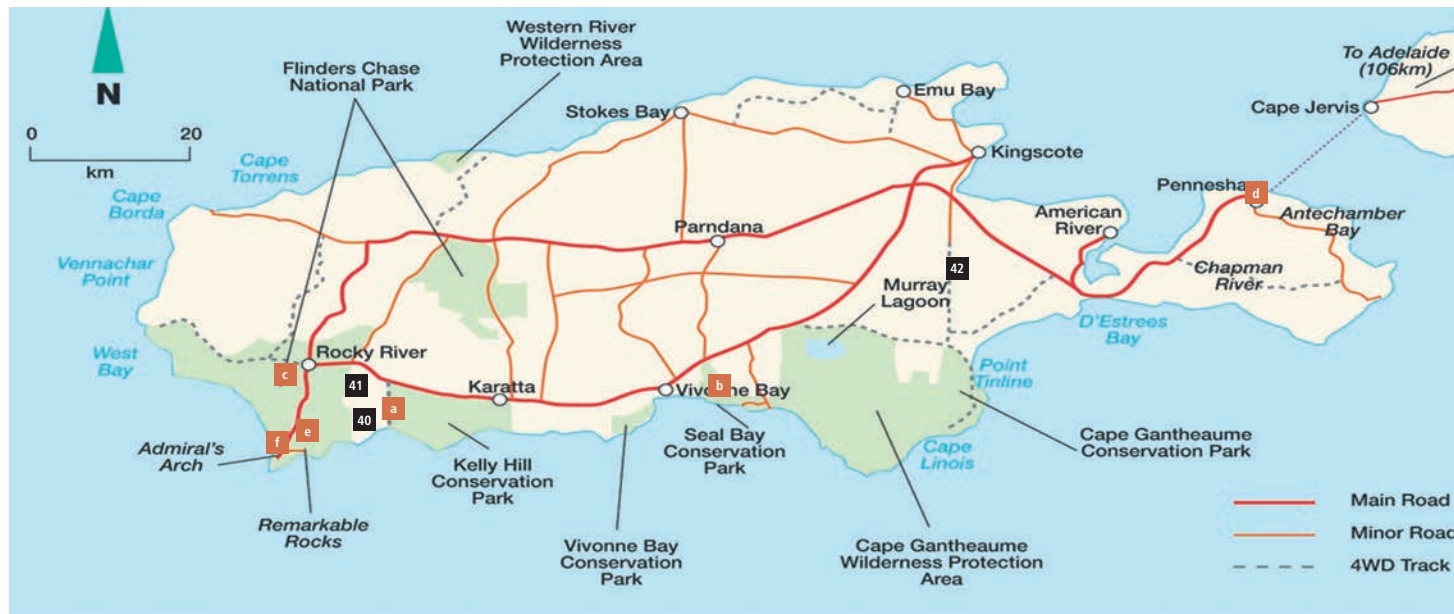 Western River
Wilderness
Protection Area
Flinders Chase
National Park
N
0 20
km
Stokes Bay
Emu Bay
To Adelaide
(106km)
Cape Jervis
Kingscote
Cape
Torrens
Cape
Borda
Penneshaw
d
American
River
Antechamber
Bay
Parndana
Vennachar
Point
42
Murray
Lagoon
Chapman
River
D'Estrees
Bay
West
Bay
Rocky River
c
41
Karatta
Vivonne Bay
b
Point
Tinline
a
40
e
f
Admiral's
Arch
Kelly Hill
Conservation
Park
Seal Bay
Conservation
Park
Cape
Linois
Cape Gantheaume
Conservation Park
Remarkable
Rocks
Vivonne Bay
Conservation
Park
Cape Gantheaume
Wilderness Protection
Area
Main Road
Minor Road
4WD Track